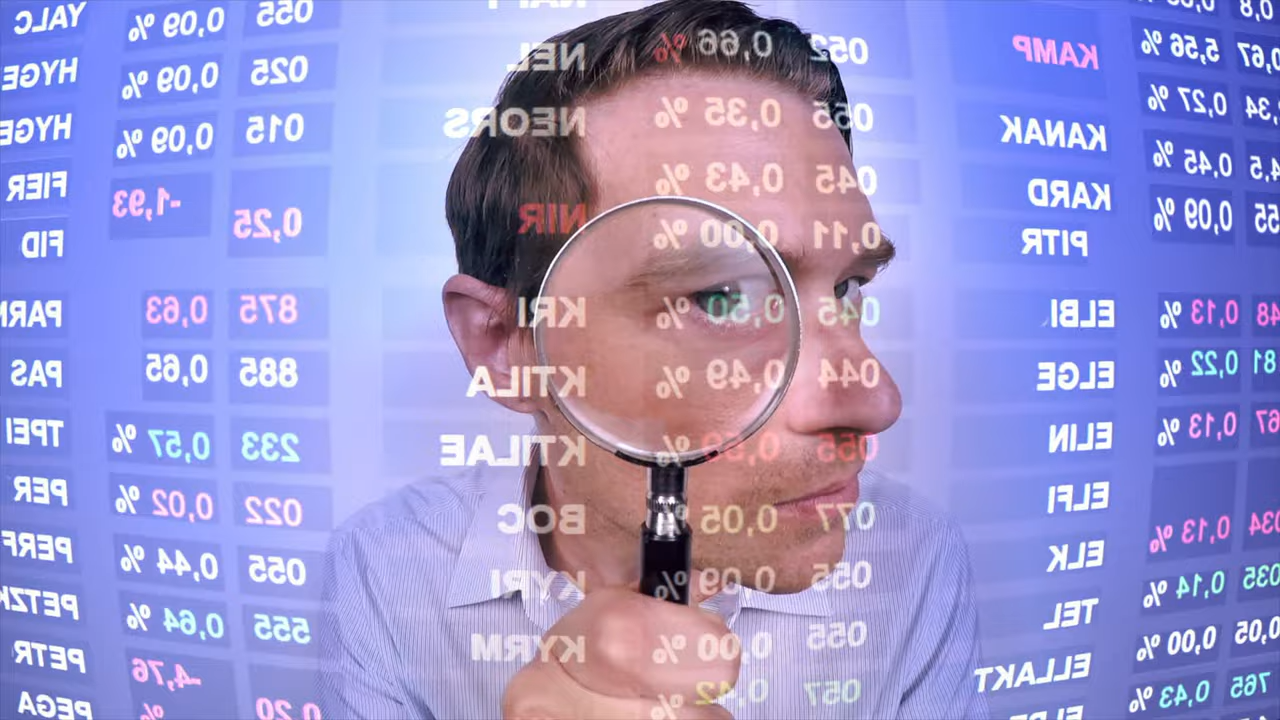 YALC 0,09 % 055
HYGE 0,09 % 025
HYGE 0,09 % 015
FIER -1,93 0,25
FID
PARN 0,63 875
PAS 0,65 885
TPEI 0,57 % 233
PER 0,02 % 022
PERF 0,44 % 055
PETZK 0,64 % 555
PETR -4,76
PEGA % 0,20
NEL 0,66 % 052
NEORS 0,35 % 055
0,43 % 045
NIR 0,00 % 0,11
KRI 0,50 % 045
KTILA 0,49 % 044
KTILAE 0,59 % 055
BOC 0,05 % 077
KYRI 0,09 % 055
KYRM 0,00 % 055
0,42 % 057
KAMP 5,56 %
0,27 %
KANAK 0,45 %
KARD 0,09 %
PITR
ELBI 0,13 %
ELGE 0,22 %
ELIN 0,13 %
ELFI 0,13 %
ELK 0,14 %
TEL 0,00 %
ELLAKT 0,43 %